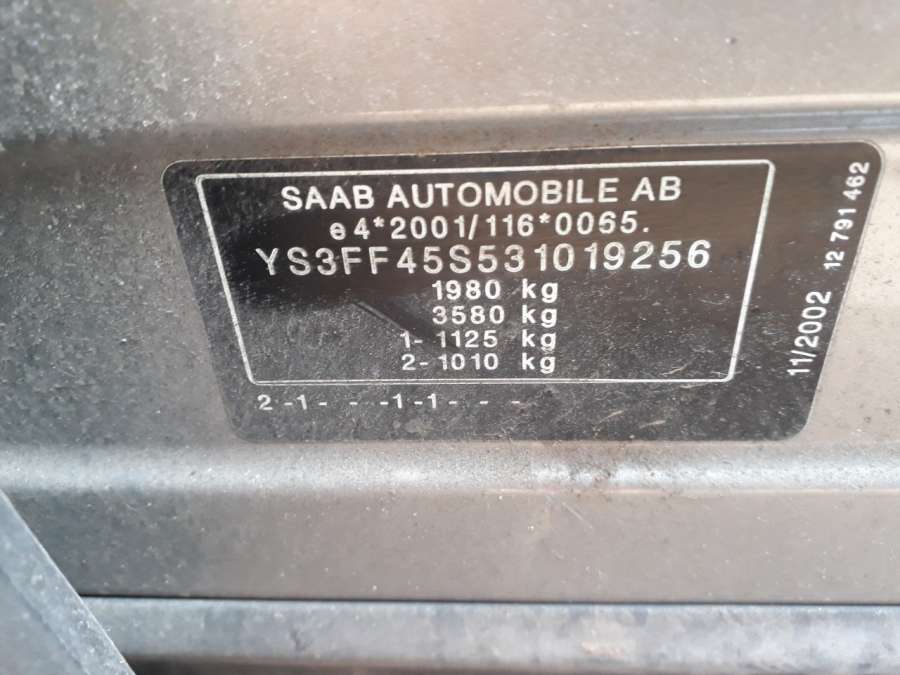 SAAB AUTOMOBILE AB
e4*2001/116*0065.
YS3FF45S531019256
1980 kg
3580 kg
1- 1125 kg
2- 1010 kg
2 -1- - -1-1- - -
11/2002
12 791 462